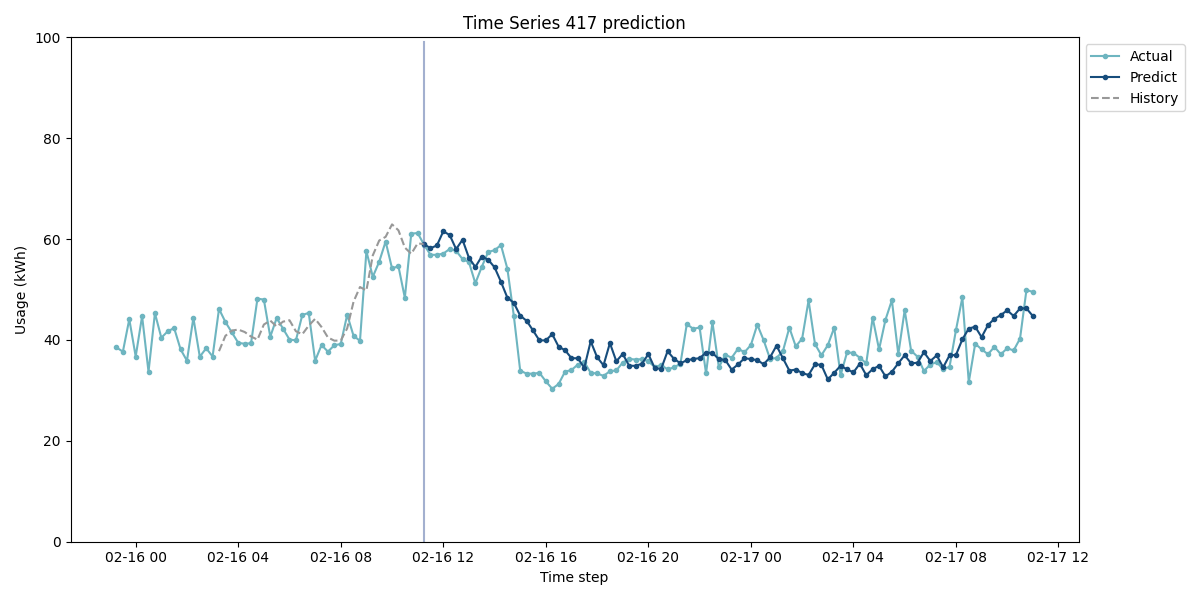 Time Series 417 prediction
Usage (kWh)
100
80
60
40
20
0
02-16 00
02-16 04
02-16 08
02-16 12
02-16 16
02-16 20
02-17 00
02-17 04
02-17 08
02-17 12
Time step
Actual
Predict
History